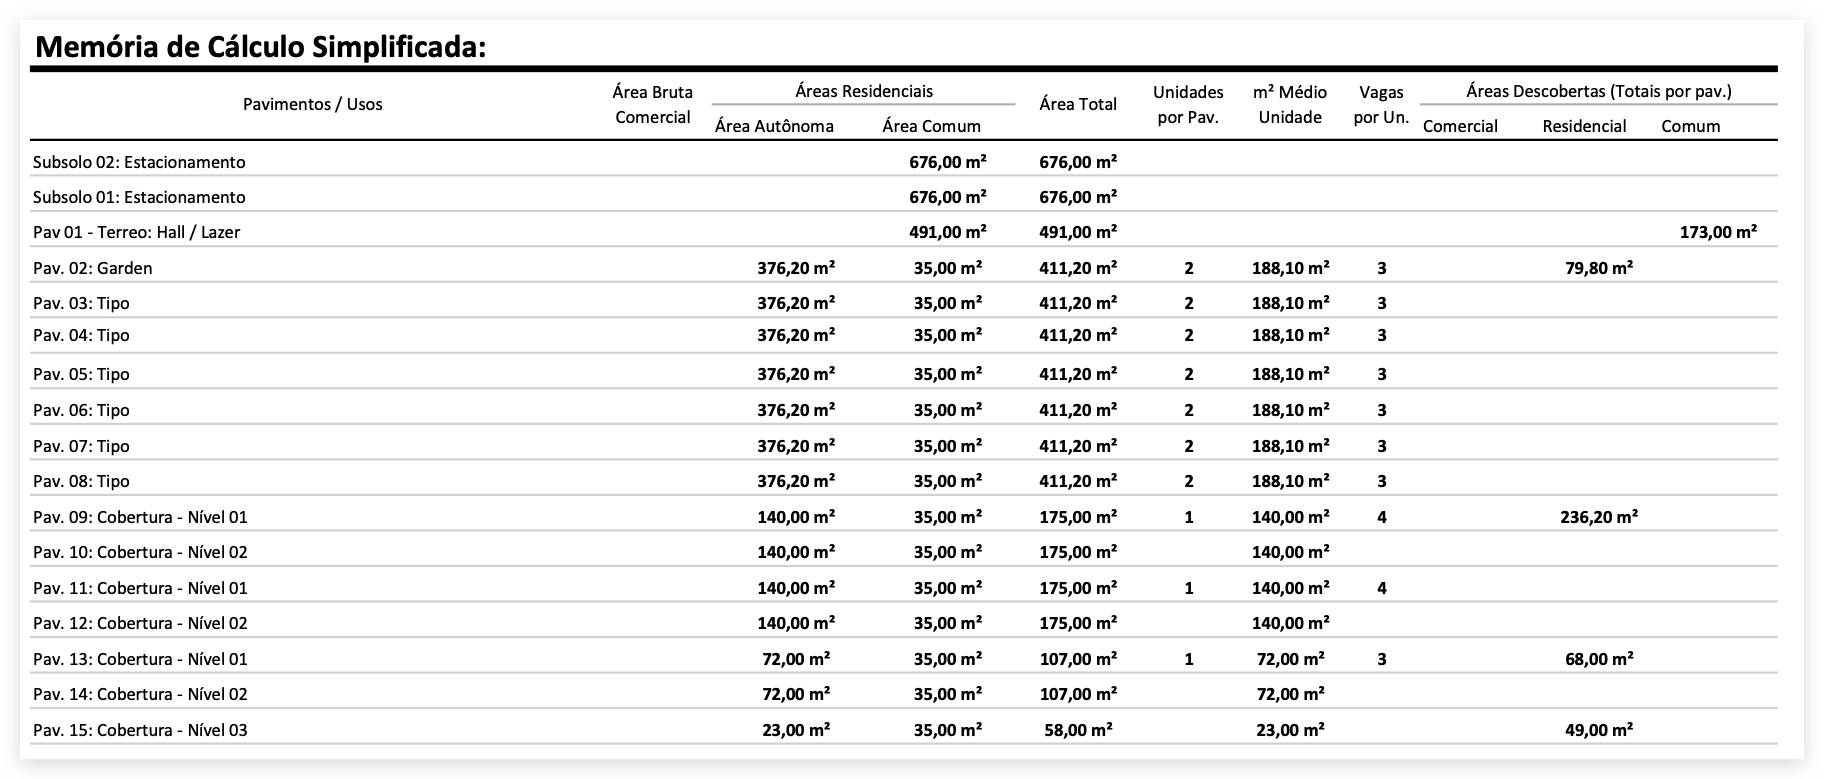 Memória de Cálculo Simplificada:
Pavimentos / Usos Área Bruta Comercial Áreas Residenciais Área Total Unidades por Pav. m² Médio Unidade Vagas por Un. Áreas Descobertas (Totais por pav.)
Área Autônoma Área Comum Comercial Residencial Comum
Subsolo 02: Estacionamento 676,00 m² 676,00 m²
Subsolo 01: Estacionamento 676,00 m² 676,00 m²
Pav 01 - Terreo: Hall / Lazer 491,00 m² 491,00 m² 173,00 m²
Pav. 02: Garden 376,20 m² 35,00 m² 411,20 m² 2 188,10 m² 3 79,80 m²
Pav. 03: Tipo 376,20 m² 35,00 m² 411,20 m² 2 188,10 m² 3
Pav. 04: Tipo 376,20 m² 35,00 m² 411,20 m² 2 188,10 m² 3
Pav. 05: Tipo 376,20 m² 35,00 m² 411,20 m² 2 188,10 m² 3
Pav. 06: Tipo 376,20 m² 35,00 m² 411,20 m² 2 188,10 m² 3
Pav. 07: Tipo 376,20 m² 35,00 m² 411,20 m² 2 188,10 m² 3
Pav. 08: Tipo 376,20 m² 35,00 m² 411,20 m² 2 188,10 m² 3
Pav. 09: Cobertura - Nível 01 140,00 m² 35,00 m² 175,00 m² 1 140,00 m² 4 236,20 m²
Pav. 10: Cobertura - Nível 02 140,00 m² 35,00 m² 175,00 m² 140,00 m²
Pav. 11: Cobertura - Nível 01 140,00 m² 35,00 m² 175,00 m² 1 140,00 m² 4
Pav. 12: Cobertura - Nível 02 140,00 m² 35,00 m² 175,00 m² 140,00 m²
Pav. 13: Cobertura - Nível 01 72,00 m² 35,00 m² 107,00 m² 1 72,00 m² 3 68,00 m²
Pav. 14: Cobertura - Nível 02 72,00 m² 35,00 m² 107,00 m² 72,00 m²
Pav. 15: Cobertura - Nível 03 23,00 m² 35,00 m² 58,00 m² 23,00 m² 49,00 m²